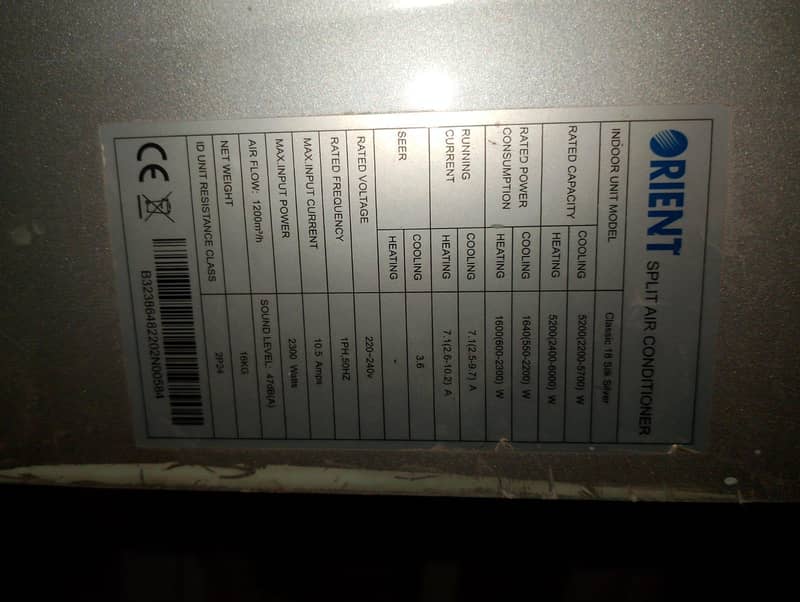 ORIENT SPLIT AIR CONDITIONER
INDOOR UNIT MODEL Classic 18 Silk Silver
RATED CAPACITY COOLING 5200(2200-5700) W
HEATING 5200(2400-6000) W
RATED POWER CONSUMPTION COOLING 1640(550-2200) W
HEATING 1600(600-2300) W
RUNNING CURRENT COOLING 7.1(2.5-9.7) A
HEATING 7.1(2.6-10.2) A
SEER COOLING 3.6
HEATING -
RATED VOLTAGE 220~240v
RATED FREQUENCY 1PH,50HZ
MAX.INPUT CURRENT 10.5 Amps
MAX.INPUT POWER 2300 Watts
AIR FLOW: 1200m³/h SOUND LEVEL: 47dB(A)
NET WEIGHT 16KG
ID UNIT RESISTANCE CLASS 2P24
CE
B32386482202N00584